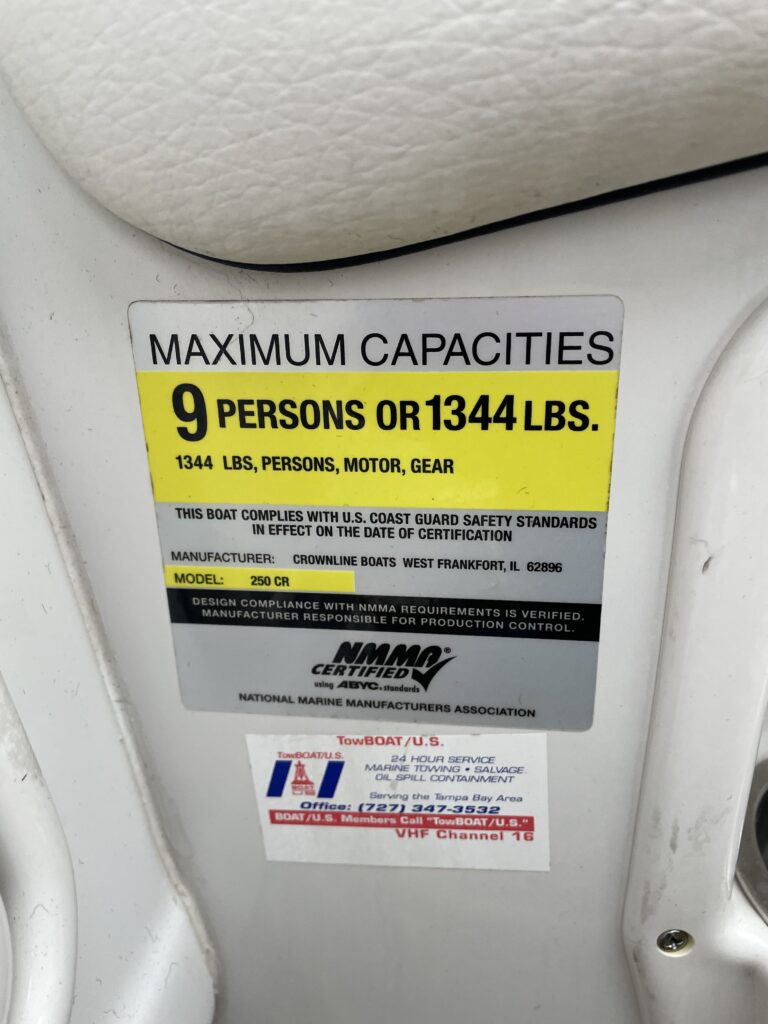 MAXIMUM CAPACITIES
9 PERSONS OR 1344 LBS.
1344 LBS, PERSONS, MOTOR, GEAR
THIS BOAT COMPLIES WITH U.S. COAST GUARD SAFETY STANDARDS
IN EFFECT ON THE DATE OF CERTIFICATION
MANUFACTURER: CROWNLINE BOATS WEST FRANKFORT, IL 62896
MODEL: 250 CR
DESIGN COMPLIANCE WITH NMMA REQUIREMENTS IS VERIFIED.
MANUFACTURER RESPONSIBLE FOR PRODUCTION CONTROL.
NMMA®
CERTIFIED
using ABYC standards
NATIONAL MARINE MANUFACTURERS ASSOCIATION
TowBOAT/U.S.
TowBOAT/U.S.
24 HOUR SERVICE
MARINE TOWING • SALVAGE
OIL SPILL CONTAINMENT
Serving the Tampa Bay Area
Office: (727) 347-3532
BOAT/U.S. Members Call "TowBOAT/U.S."
VHF Channel 16